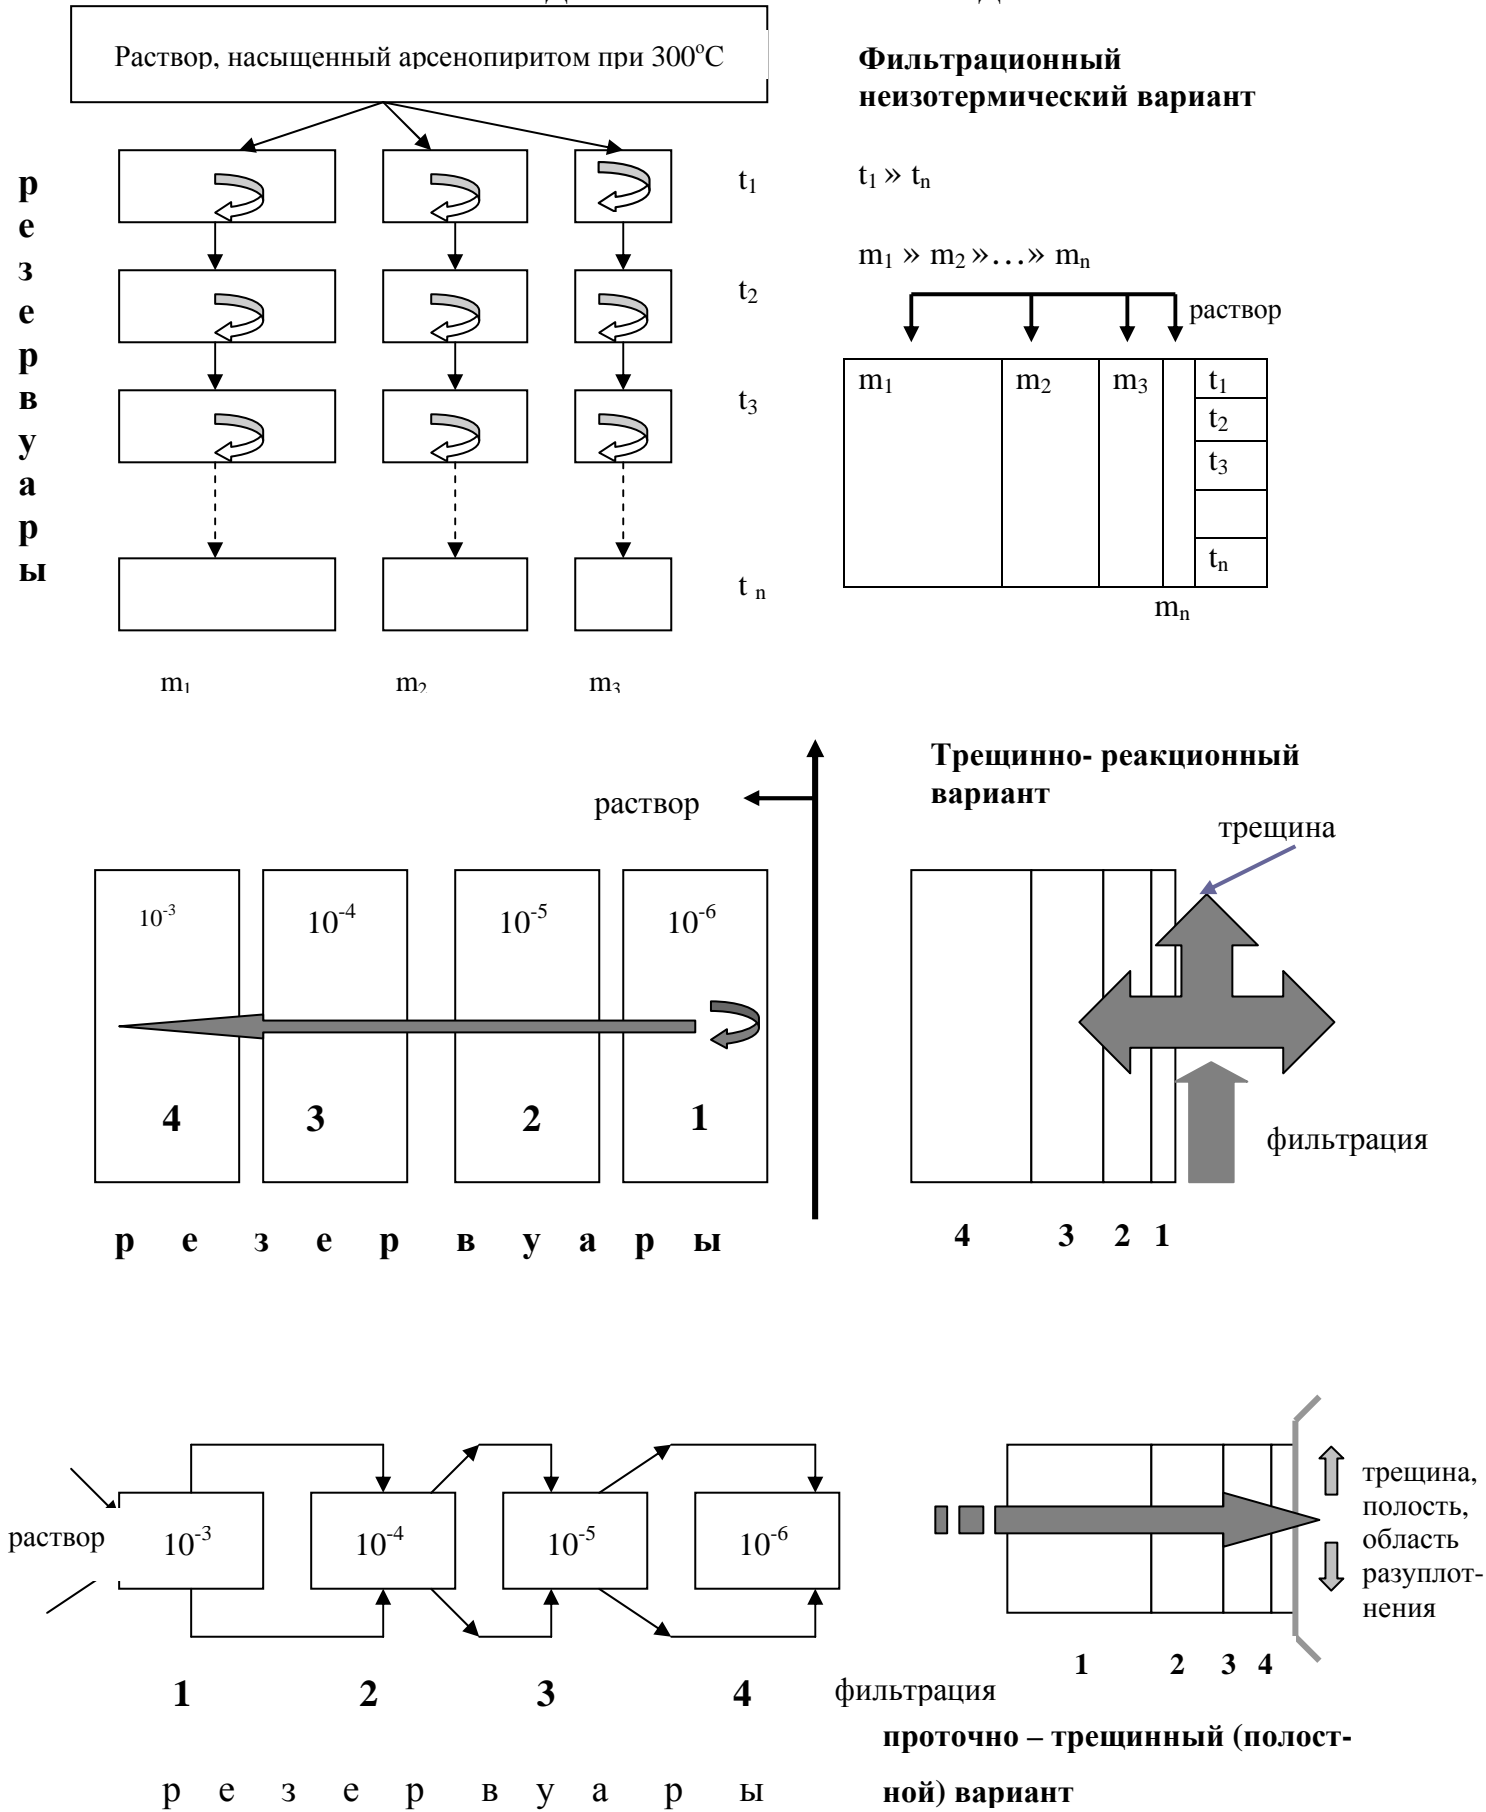 Раствор, насыщенный арсенопиритом при 300°C
Фильтрационный
неизотермический вариант
резервуары
t₁
t₁ » tₙ
m₁ » m₂ »…» mₙ
t₂
раствор
t₃
m₁ m₂ m₃ t₁
t₂
t₃
tₙ
t ₙ
mₙ
m₁ m₂ m₃
Трещинно- реакционный
вариант
раствор
трещина
10⁻³ 10⁻⁴ 10⁻⁵ 10⁻⁶
4 3 2 1
фильтрация
р е з е р в у а р ы
4 3 2 1
раствор
10⁻³ 10⁻⁴ 10⁻⁵ 10⁻⁶
трещина,
полость,
область
разуплот-
нения
1 2 3 4
1 2 3 4
фильтрация
проточно – трещинный (полост-
ной) вариант
р е з е р в у а р ы